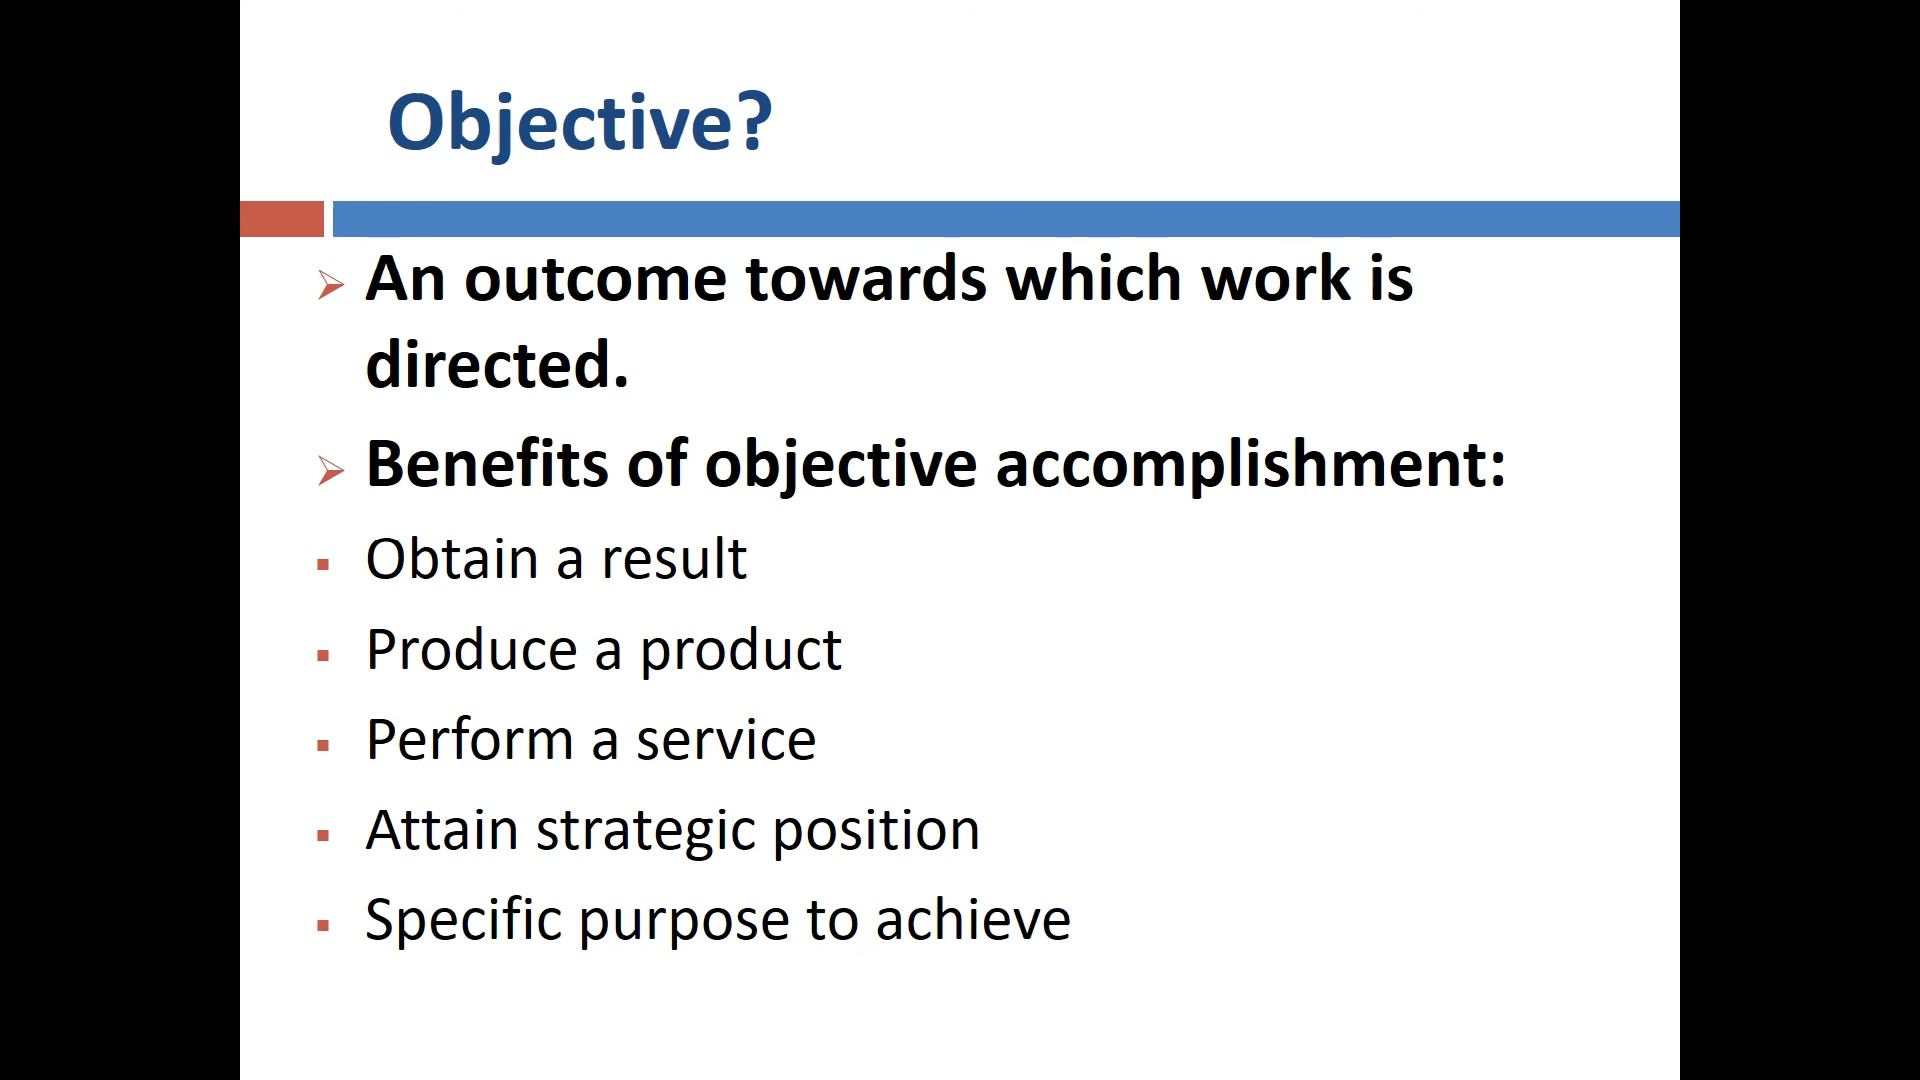 Objective?
An outcome towards which work is
directed.
Benefits of objective accomplishment:
Obtain a result
Produce a product
Perform a service
Attain strategic position
Specific purpose to achieve